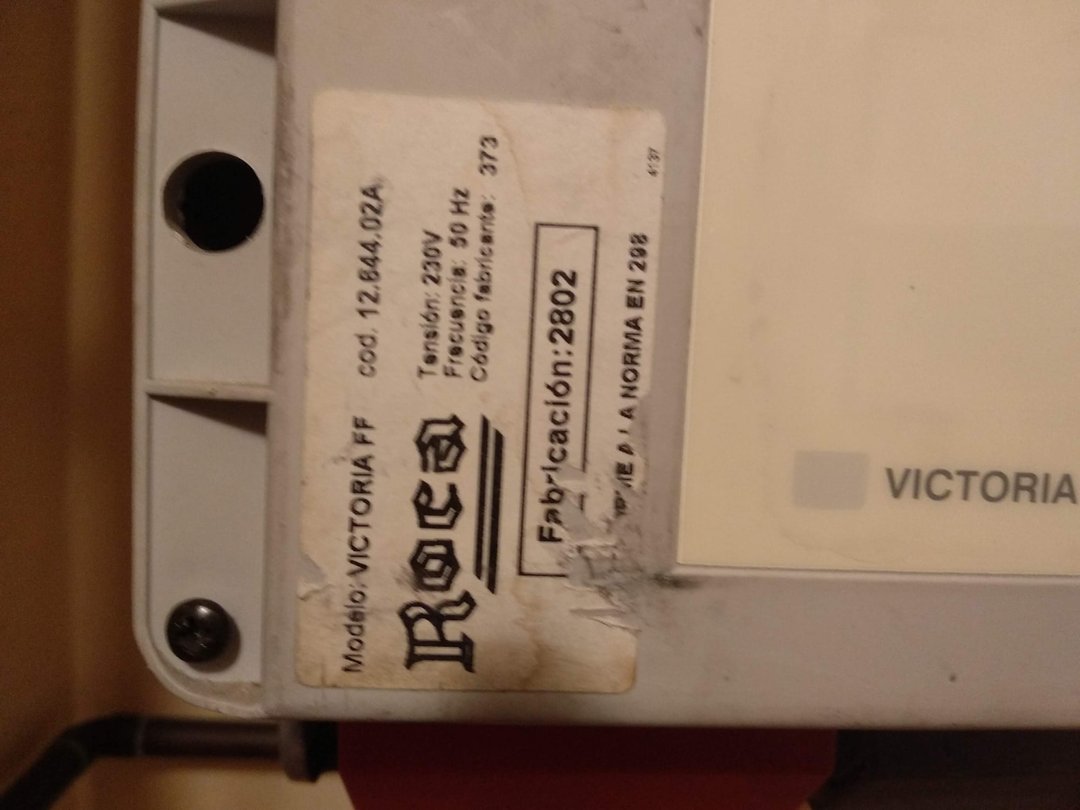 Modelo: VICTORIA FF cod. 12.844.02A
Roca
Tensión: 230V
Frecuencia: 50 Hz
Código fabricante: 373
Fabricación: 2802
A NORMA EN 298
4137
VICTORIA